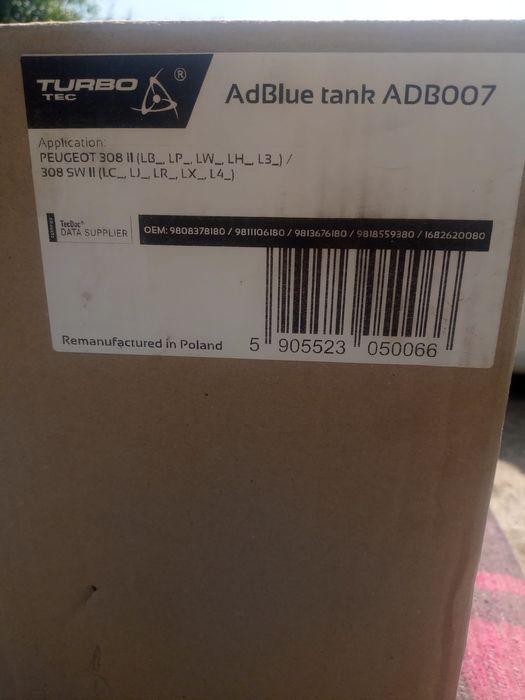 TURBO
TEC
®
AdBlue tank ADB007
Application:
PEUGEOT 308 II (LB_, LP_, LW_, LH_, L3_) /
308 SW II (LC_, LJ_, LR_, LX_, L4_)
TecDoc®
DATA SUPPLIER
OEM: 9808378180 / 9811106180 / 9813676180 / 9818559380 / 1682620080
Remanufactured in Poland
5 905523 050066